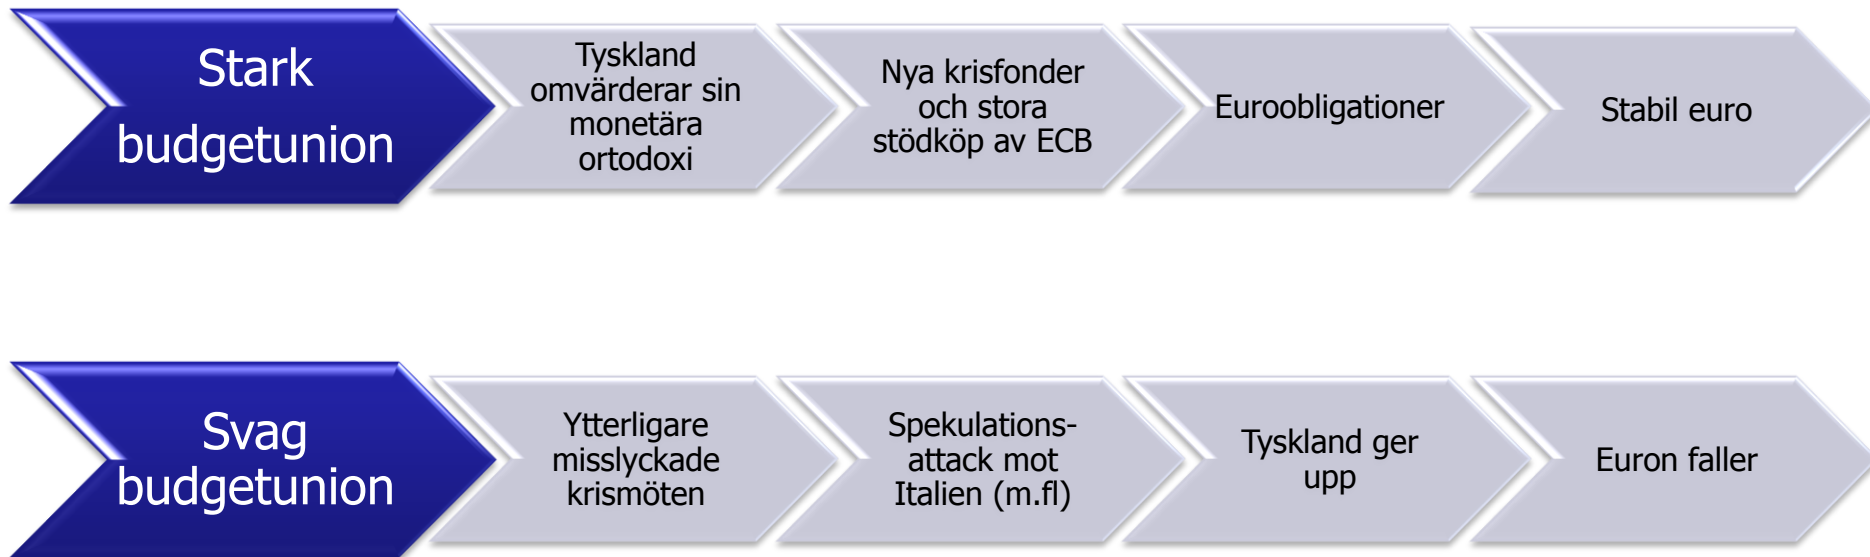 Stark
budgetunion
Tyskland
omvärderar sin
monetära
ortodoxi
Nya krisfonder
och stora
stödköp av ECB
Euroobligationer
Stabil euro
Svag
budgetunion
Ytterligare
misslyckade
krismöten
Spekulations-
attack mot
Italien (m.fl)
Tyskland ger
upp
Euron faller